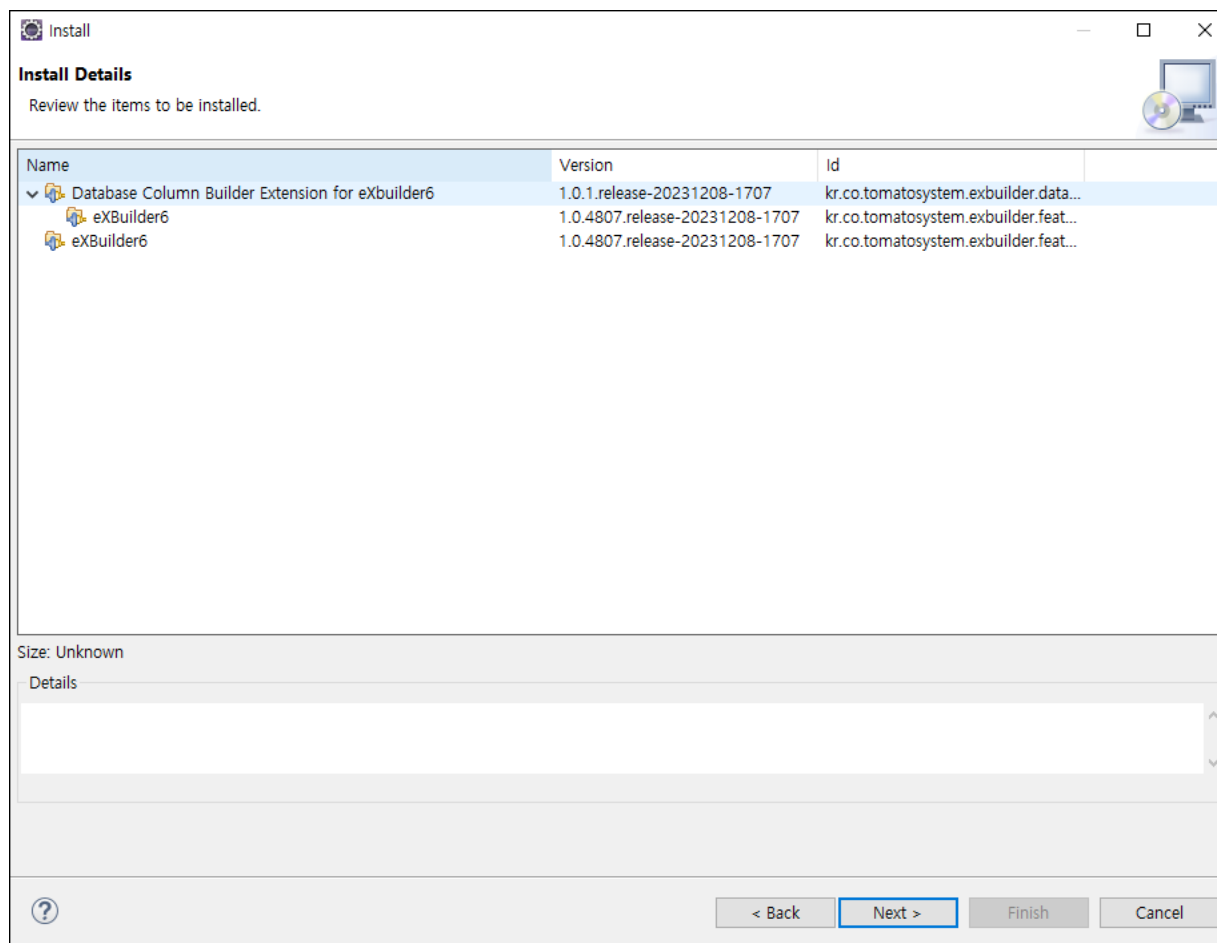 Install
Install Details
Review the items to be installed.
Name Version Id
Database Column Builder Extension for eXbuilder6 1.0.1.release-20231208-1707 kr.co.tomatosystem.exbuilder.data...
eXBuilder6 1.0.4807.release-20231208-1707 kr.co.tomatosystem.exbuilder.feat...
eXBuilder6 1.0.4807.release-20231208-1707 kr.co.tomatosystem.exbuilder.feat...
Size: Unknown
Details
? < Back Next > Finish Cancel